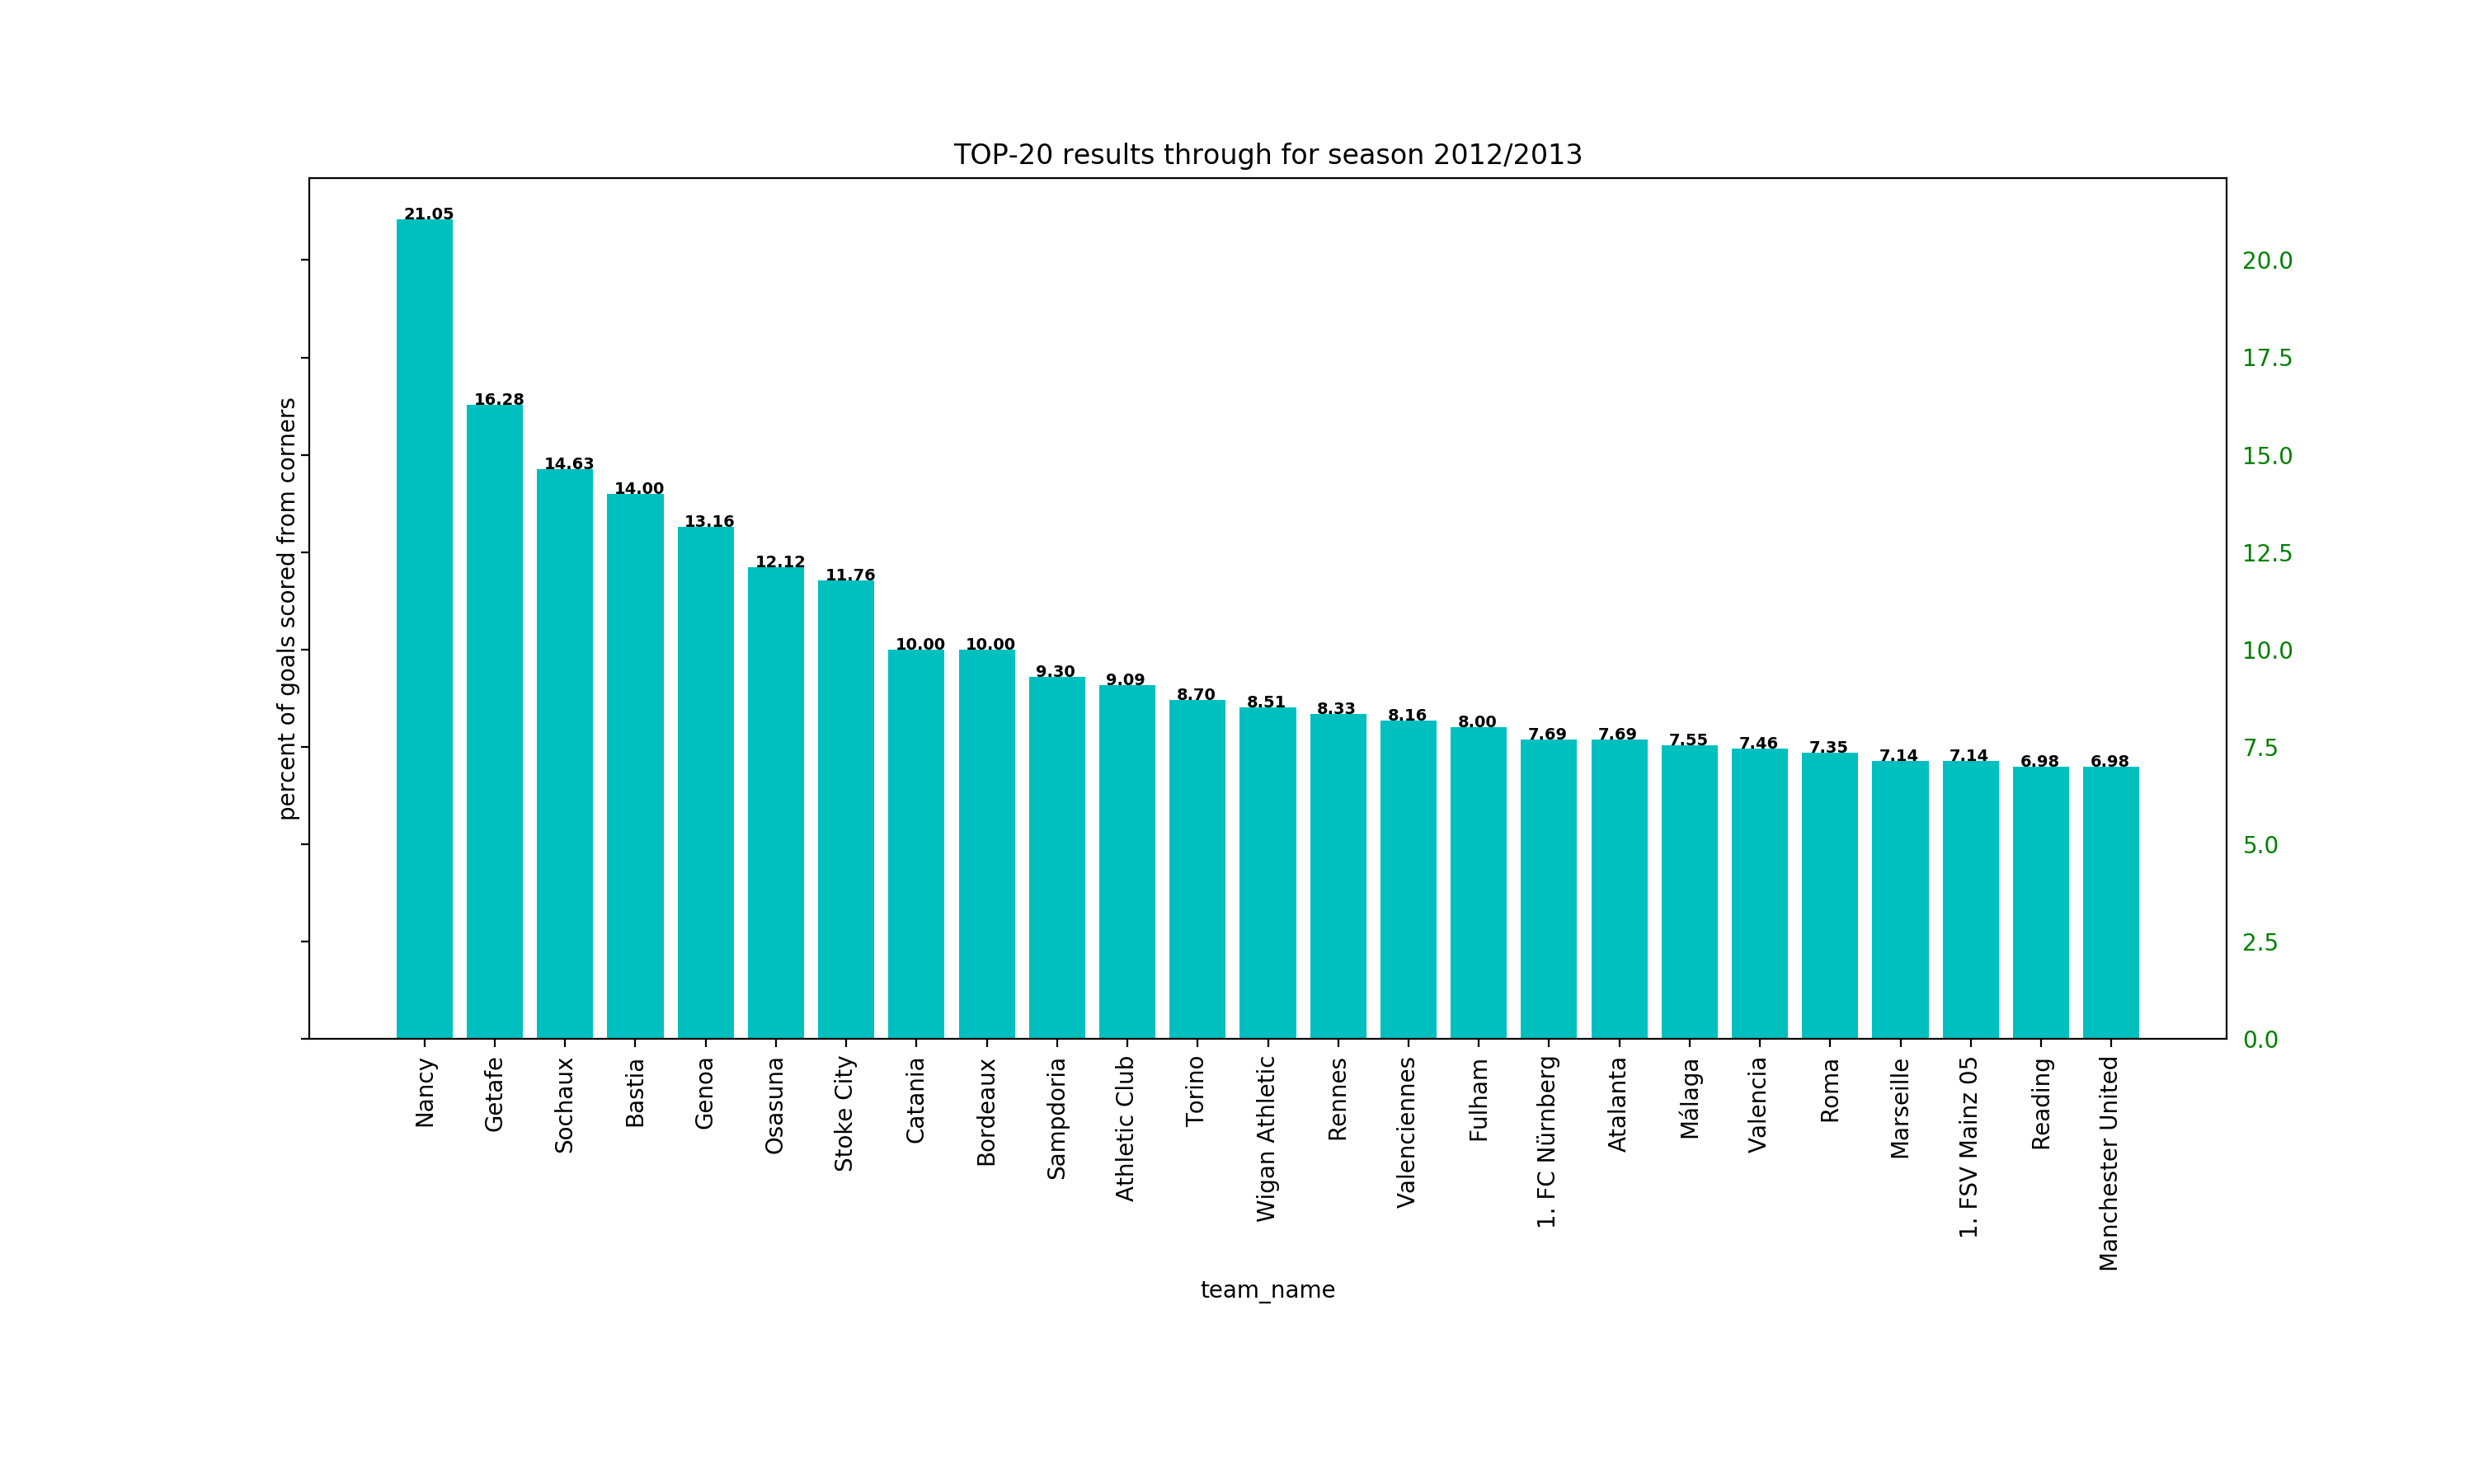 TOP-20 results through for season 2012/2013
percent of goals scored from corners
21.05
16.28
14.63
14.00
13.16
12.12
11.76
10.00
10.00
9.30
9.09
8.70
8.51
8.33
8.16
8.00
7.69
7.69
7.55
7.46
7.35
7.14
7.14
6.98
6.98
20.0
17.5
15.0
12.5
10.0
7.5
5.0
2.5
0.0
Nancy
Getafe
Sochaux
Bastia
Genoa
Osasuna
Stoke City
Catania
Bordeaux
Sampdoria
Athletic Club
Torino
Wigan Athletic
Rennes
Valenciennes
Fulham
1. FC Nürnberg
Atalanta
Málaga
Valencia
Roma
Marseille
1. FSV Mainz 05
Reading
Manchester United
team_name